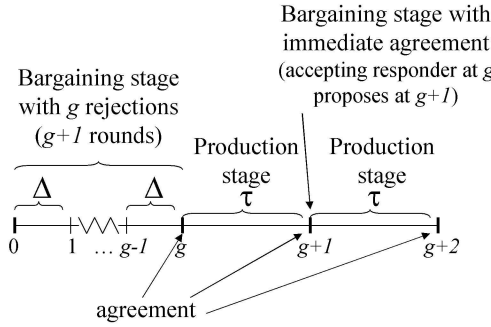 Bargaining stage with
immediate agreement
(accepting responder at g
proposes at g+1)
Bargaining stage
with g rejections
(g+1 rounds)
Production
stage
τ
Production
stage
τ
Δ
Δ
0
1
...
g-1
g
g+1
g+2
agreement